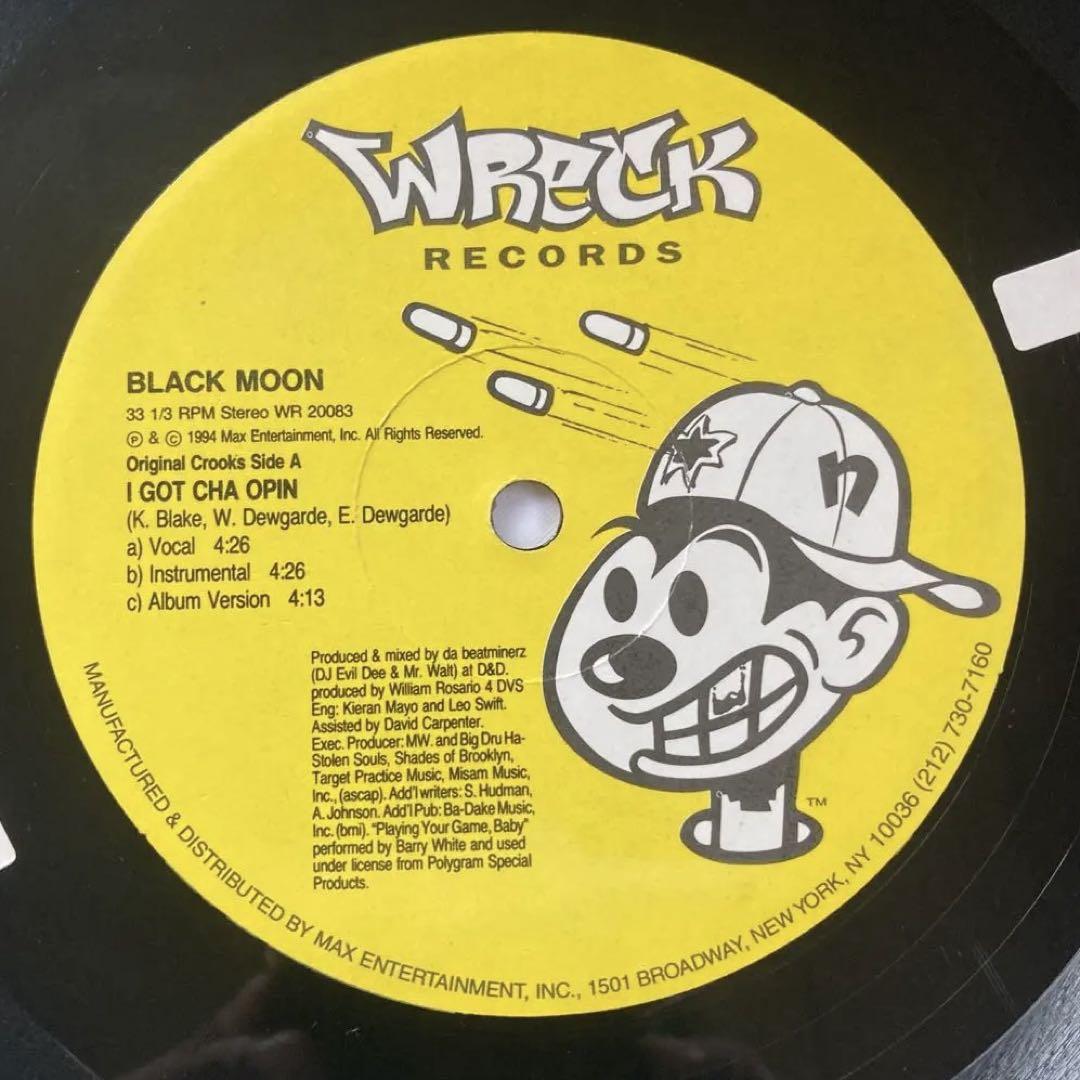 WRECK
RECORDS
n
BLACK MOON
33 1/3 RPM Stereo WR 20083
℗ & © 1994 Max Entertainment, Inc. All Rights Reserved.
Original Crooks Side A
I GOT CHA OPIN
(K. Blake, W. Dewgarde, E. Dewgarde)
a) Vocal 4:26
b) Instrumental 4:26
c) Album Version 4:13
Produced & mixed by da beatminerz
(DJ Evil Dee & Mr. Walt) at D&D.
produced by William Rosario 4 DVS
Eng: Kieran Mayo and Leo Swift.
Assisted by David Carpenter.
Exec. Producer: MW. and Big Dru Ha-
Stolen Souls, Shades of Brooklyn,
Target Practice Music, Misam Music,
Inc., (ascap). Add'l writers: S. Hudman,
A. Johnson. Add'l Pub: Ba-Dake Music,
Inc. (bmi). "Playing Your Game, Baby"
performed by Barry White and used
under license from Polygram Special
Products.
W
TM
MANUFACTURED & DISTRIBUTED BY MAX ENTERTAINMENT, INC., 1501 BROADWAY, NEW YORK, NY 10036 (212) 730-7160